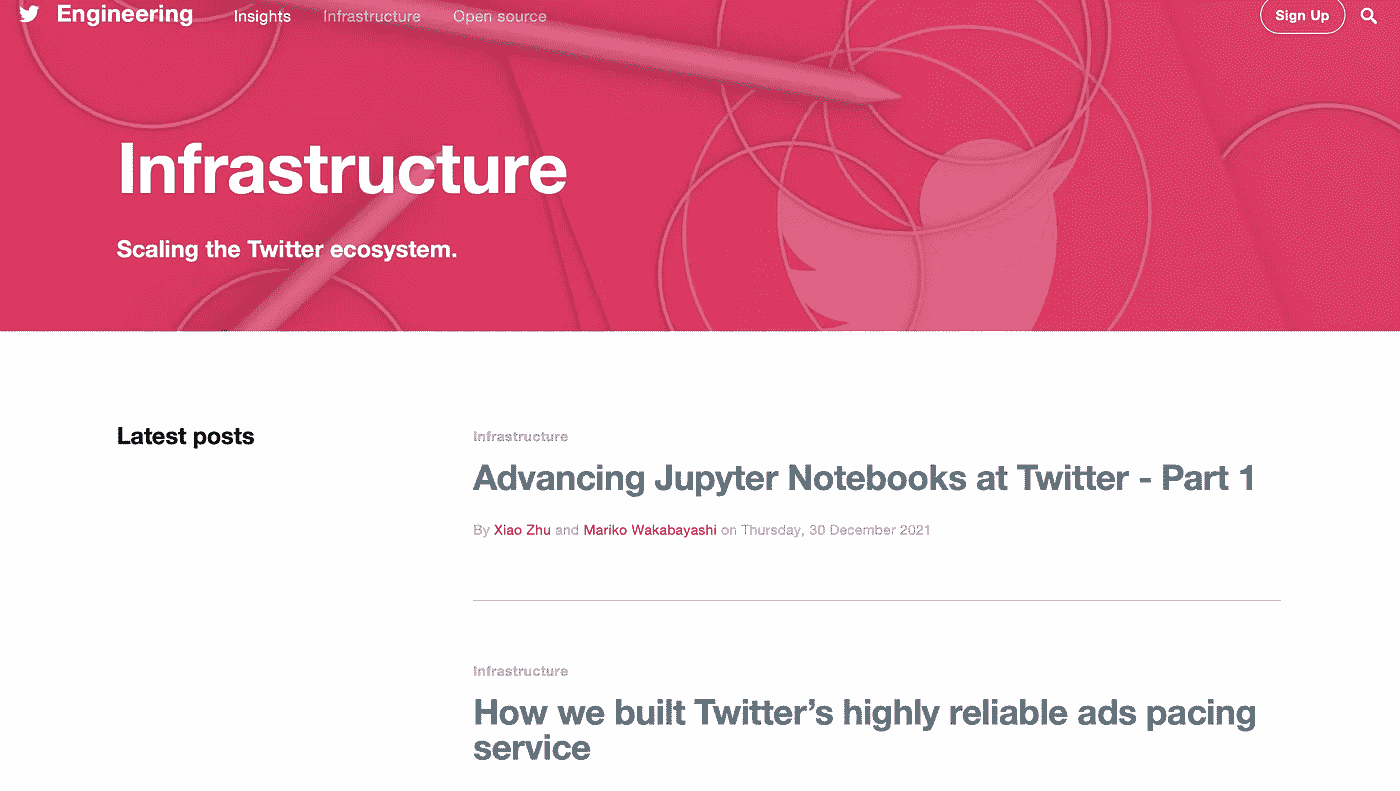 Engineering
Insights
Infrastructure
Open source
Sign Up
Infrastructure
Scaling the Twitter ecosystem.
Latest posts
Infrastructure
Advancing Jupyter Notebooks at Twitter - Part 1
By Xiao Zhu and Mariko Wakabayashi on Thursday, 30 December 2021
Infrastructure
How we built Twitter’s highly reliable ads pacing
service